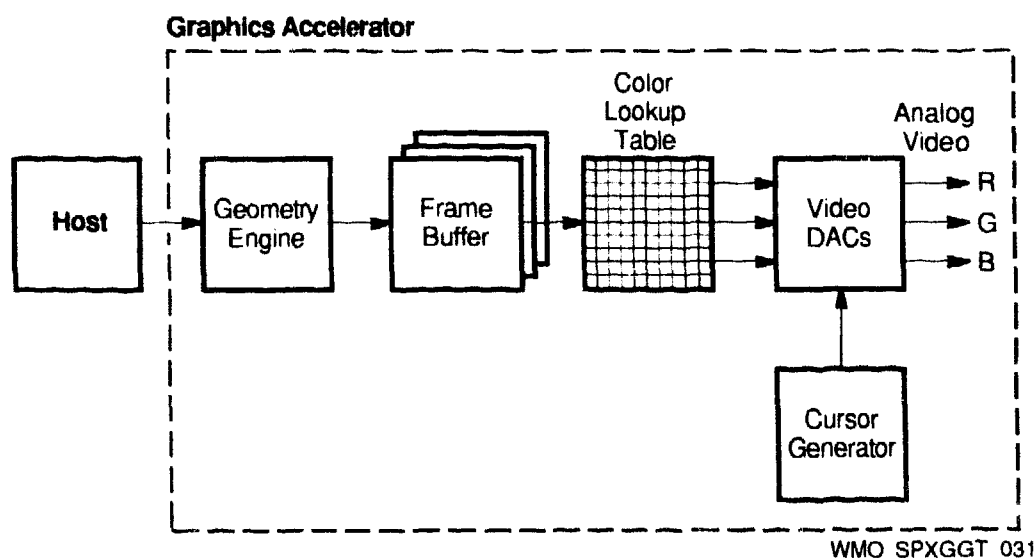 Graphics Accelerator
Color
Lookup
Table
Analog
Video
Host
Geometry
Engine
Frame
Buffer
Video
DACs
R
G
B
Cursor
Generator
WMO SPXGGT 031